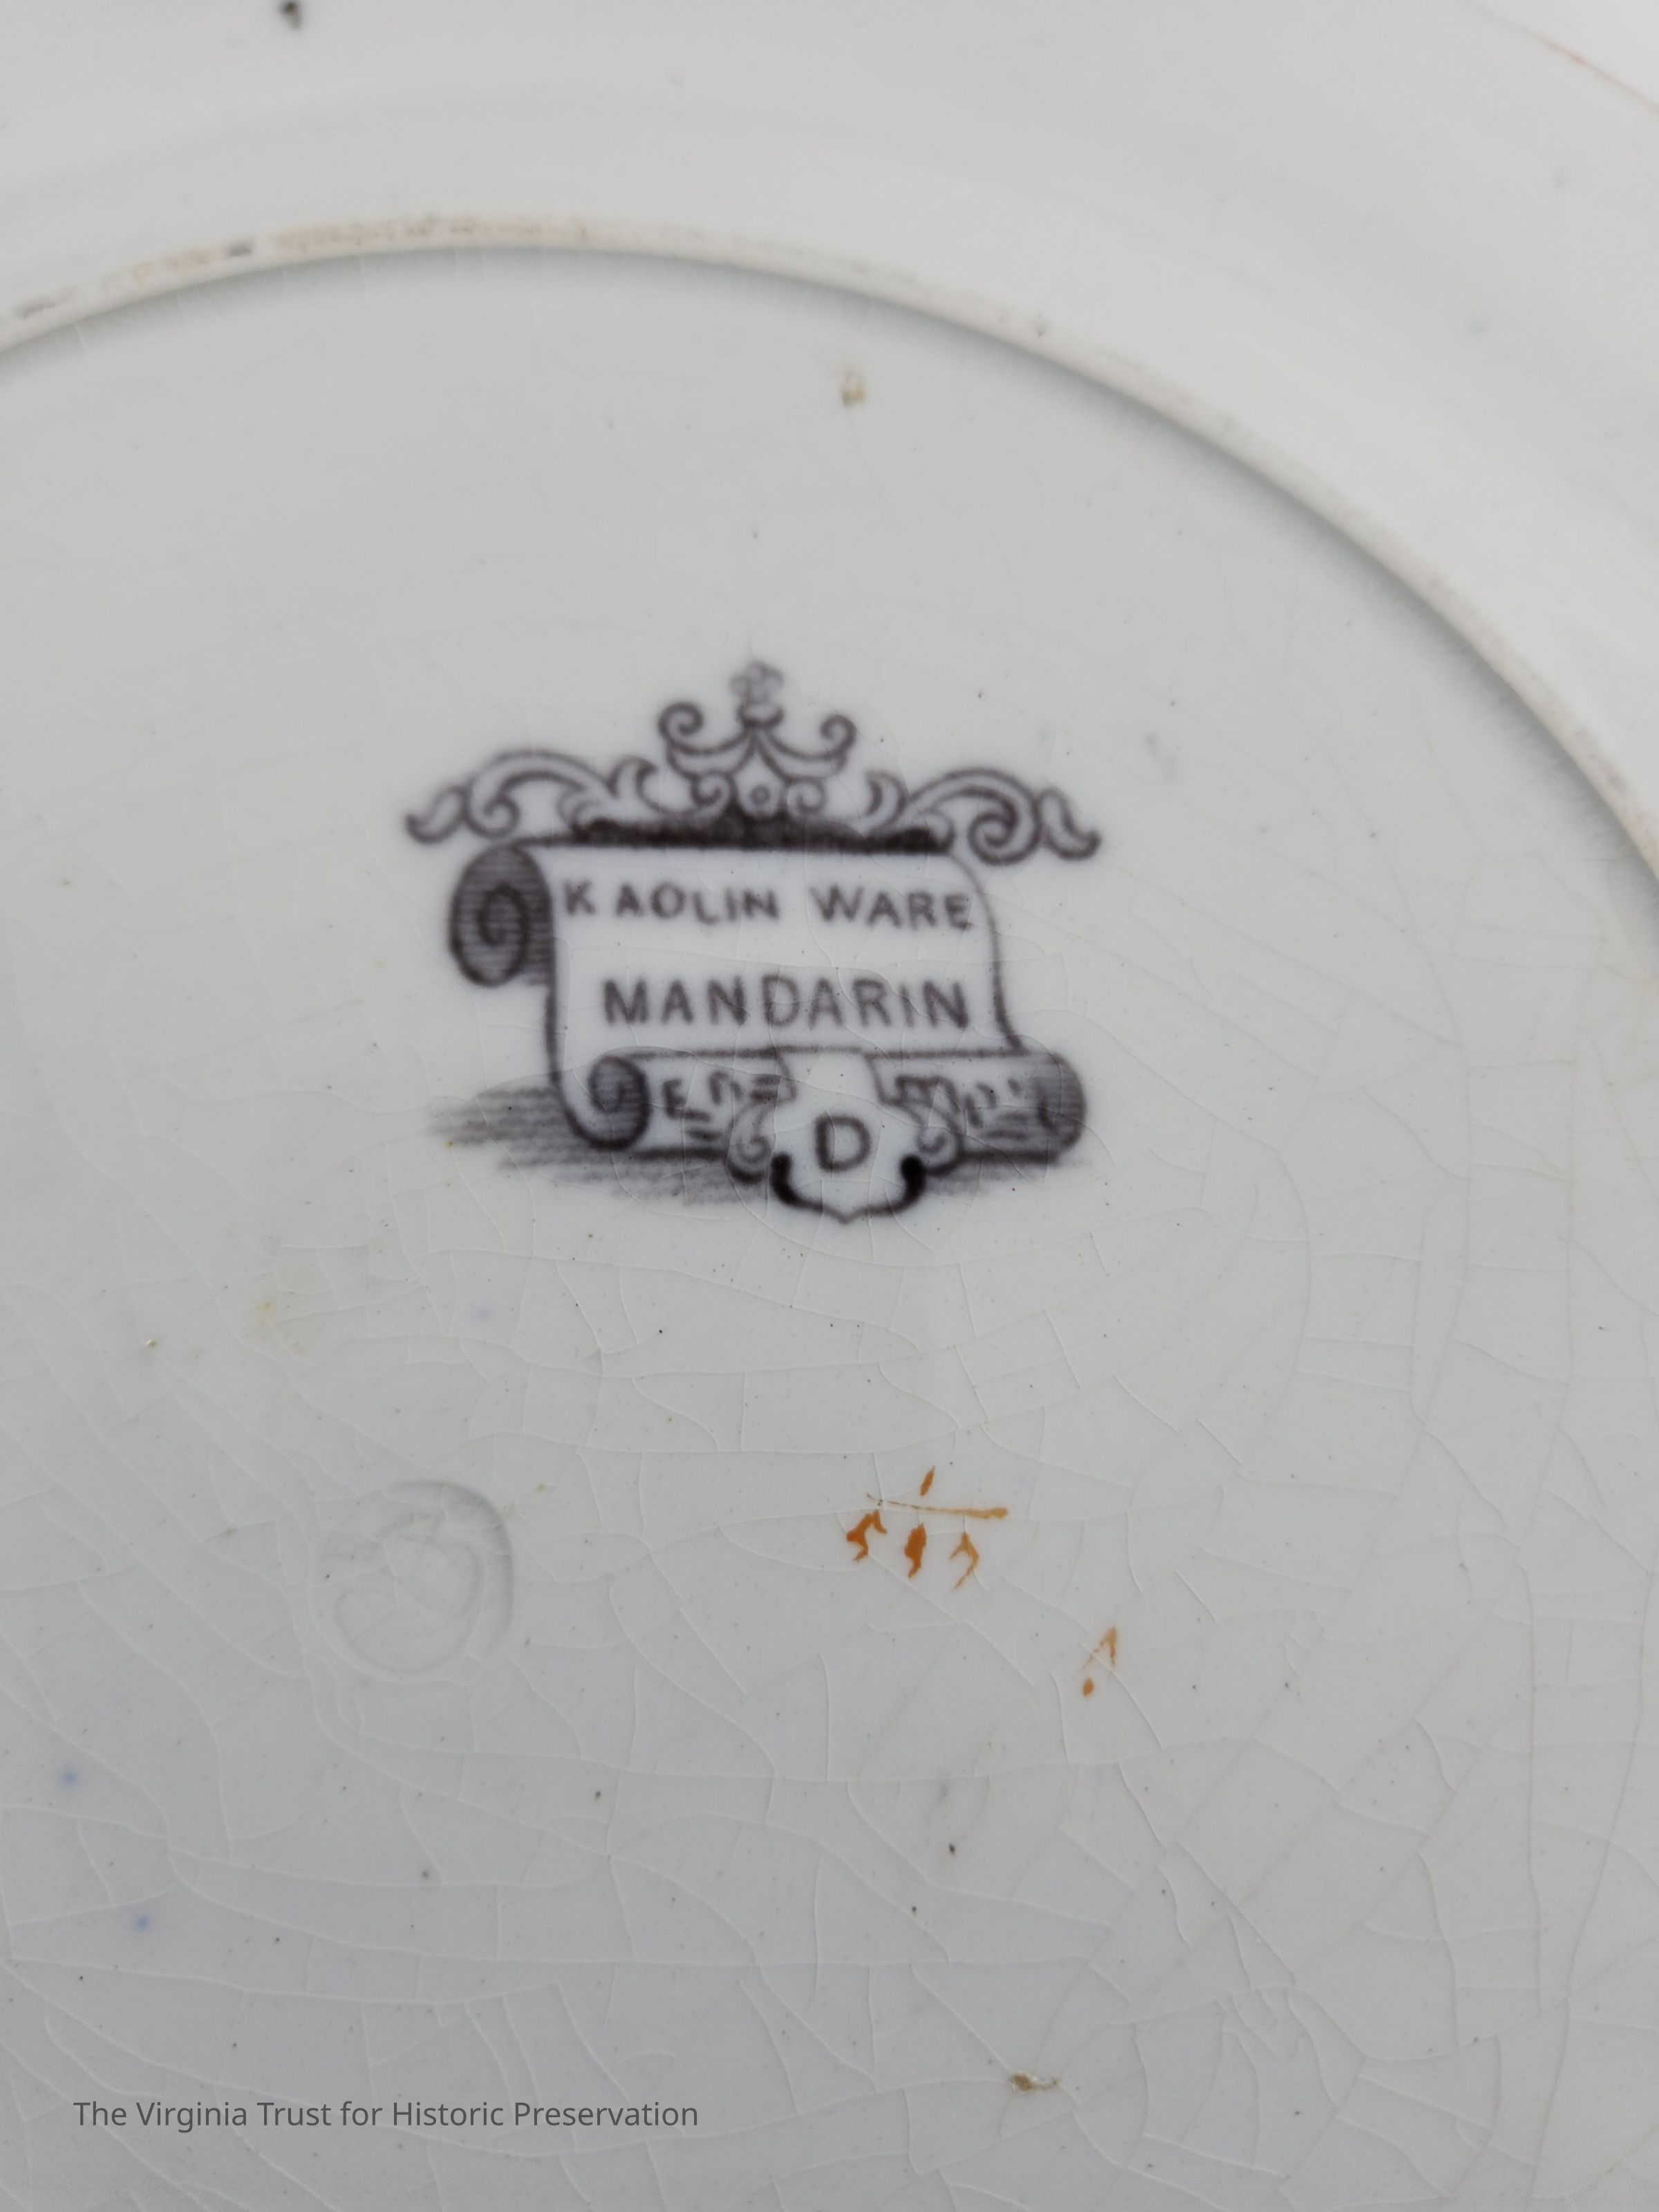 KAOLIN WARE
MANDARIN
D
The Virginia Trust for Historic Preservation